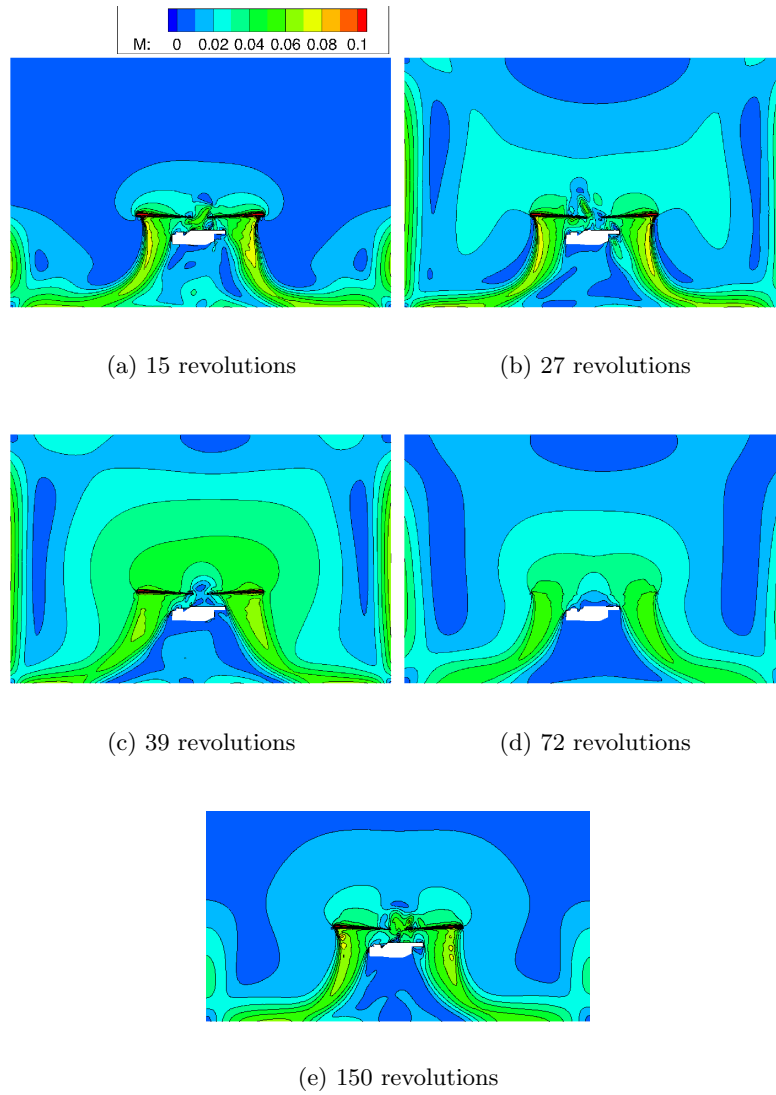 M: 0 0.02 0.04 0.06 0.08 0.1
(a) 15 revolutions
(b) 27 revolutions
(c) 39 revolutions
(d) 72 revolutions
(e) 150 revolutions